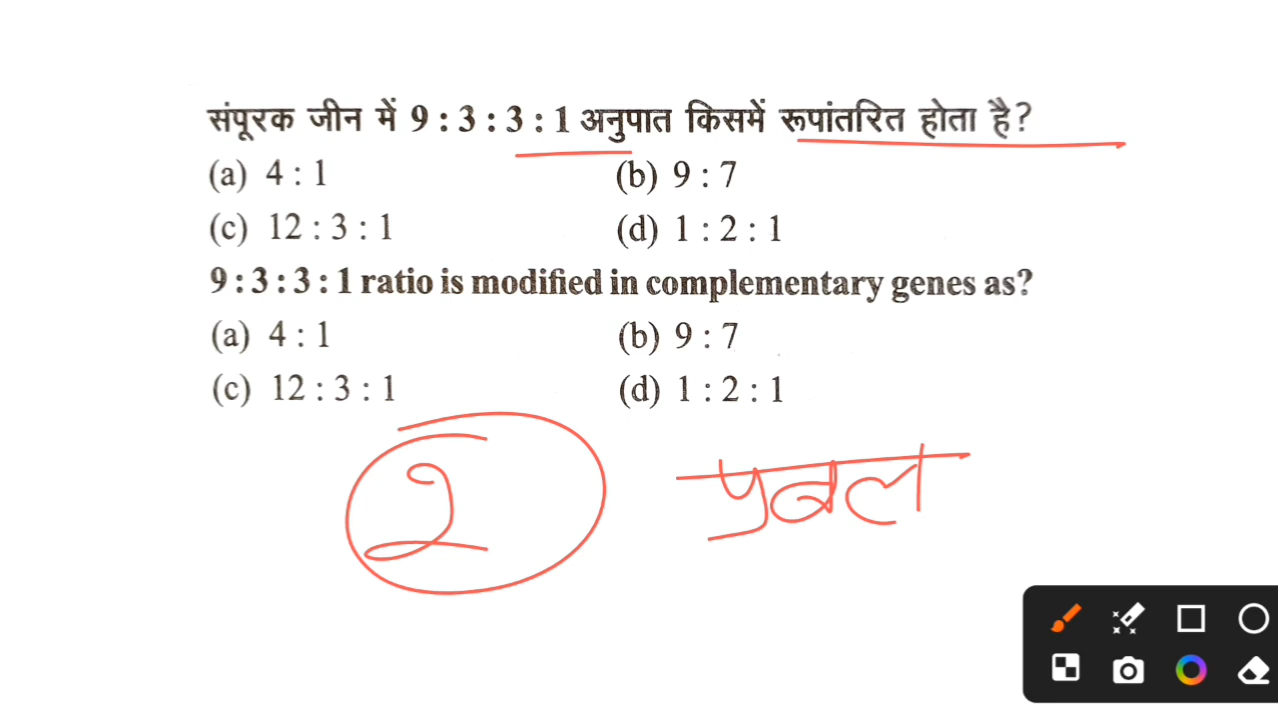 संपूरक जीन में 9 : 3 : 3 : 1 अनुपात किसमें रूपांतरित होता है?
(a) 4 : 1 (b) 9 : 7
(c) 12 : 3 : 1 (d) 1 : 2 : 1
9 : 3 : 3 : 1 ratio is modified in complementary genes as?
(a) 4 : 1 (b) 9 : 7
(c) 12 : 3 : 1 (d) 1 : 2 : 1
2 प्रबल